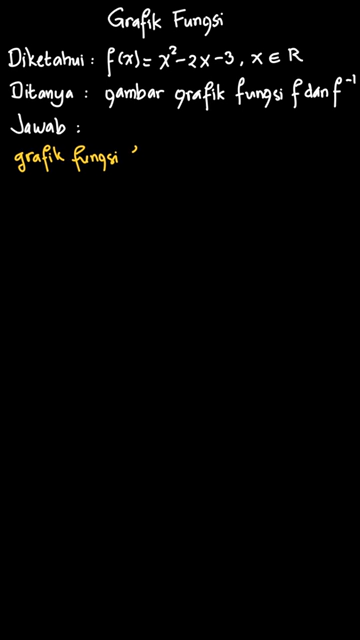 Grafik Fungsi
Diketahui : f(x) = x² - 2x - 3 , x ∈ R
Ditanya : gambar grafik fungsi f dan f⁻¹
Jawab :
grafik fungsi '